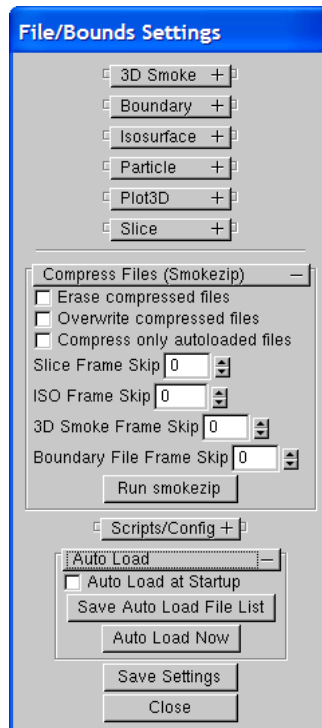 File/Bounds Settings
3D Smoke +
Boundary +
Isosurface +
Particle +
Plot3D +
Slice +
Compress Files (Smokezip) −
Erase compressed files
Overwrite compressed files
Compress only autoloaded files
Slice Frame Skip 0
ISO Frame Skip 0
3D Smoke Frame Skip 0
Boundary File Frame Skip 0
Run smokezip
Scripts/Config +
Auto Load −
Auto Load at Startup
Save Auto Load File List
Auto Load Now
Save Settings
Close